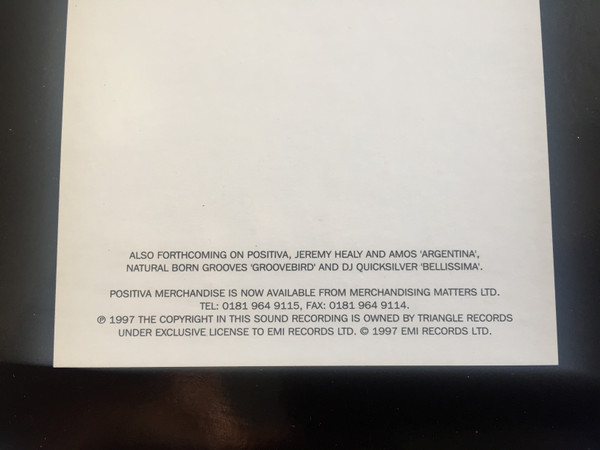 ALSO FORTHCOMING ON POSITIVA, JEREMY HEALY AND AMOS 'ARGENTINA',
NATURAL BORN GROOVES 'GROOVEBIRD' AND DJ QUICKSILVER 'BELLISSIMA'.
POSITIVA MERCHANDISE IS NOW AVAILABLE FROM MERCHANDISING MATTERS LTD.
TEL: 0181 964 9115, FAX: 0181 964 9114.
℗ 1997 THE COPYRIGHT IN THIS SOUND RECORDING IS OWNED BY TRIANGLE RECORDS
UNDER EXCLUSIVE LICENSE TO EMI RECORDS LTD. © 1997 EMI RECORDS LTD.